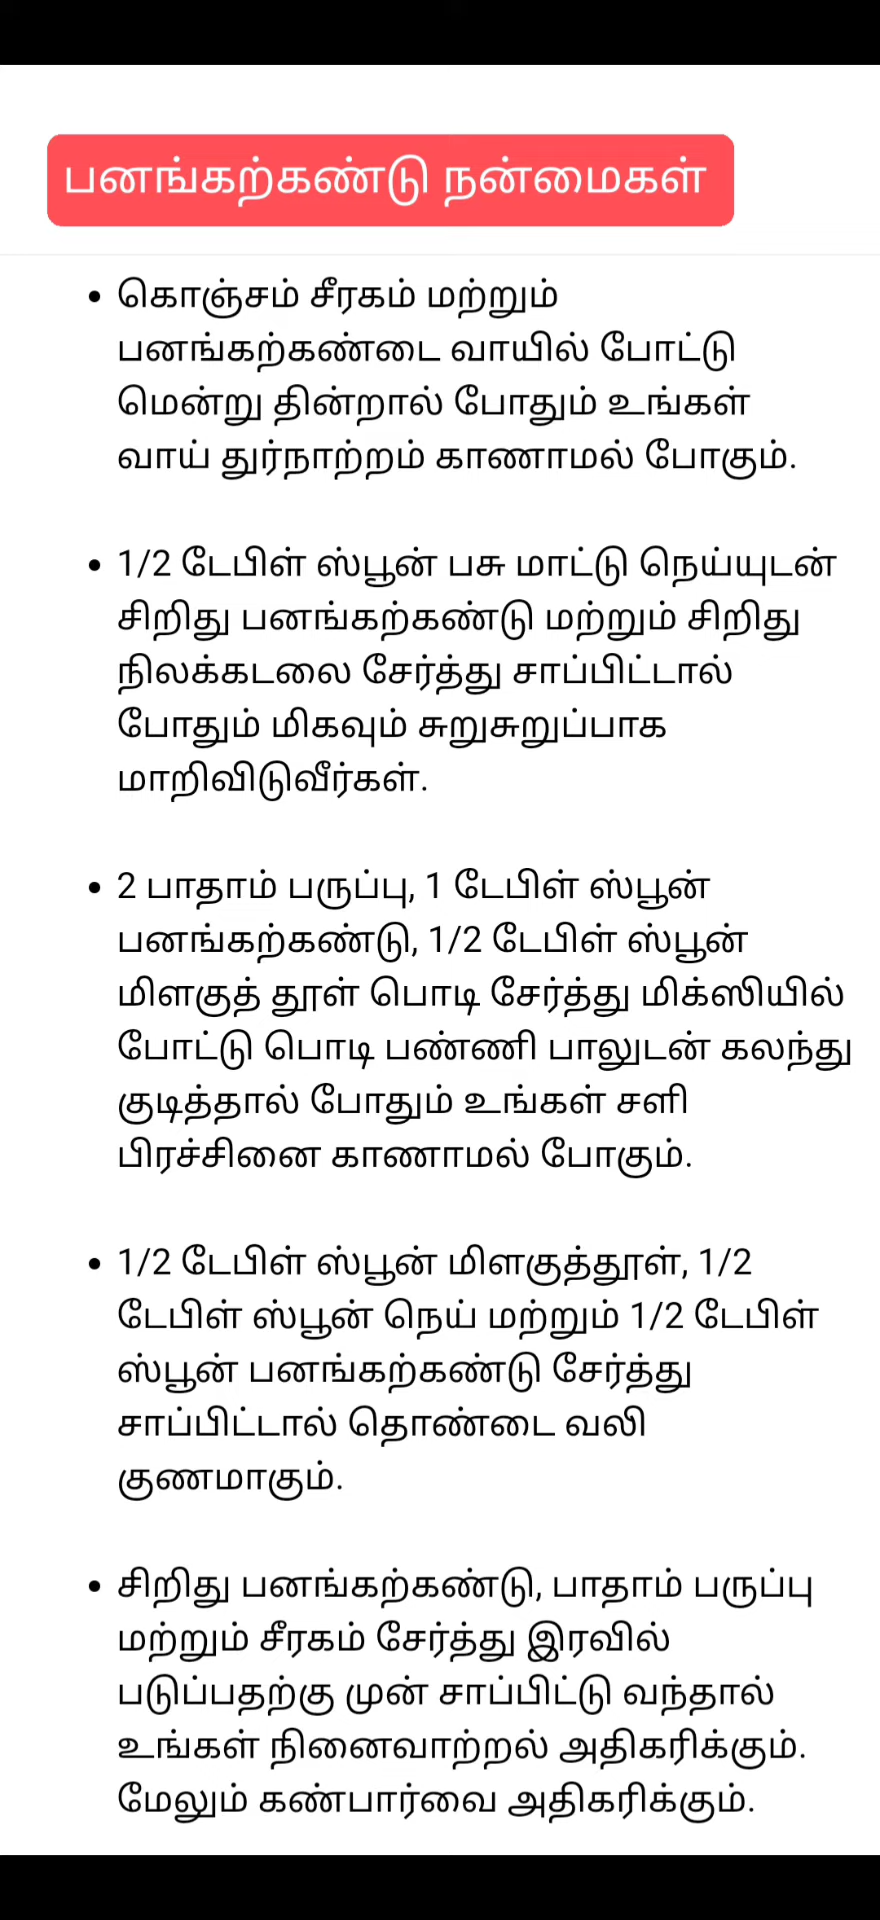 பனங்கற்கண்டு நன்மைகள்
• கொஞ்சம் சீரகம் மற்றும்
பனங்கற்கண்டை வாயில் போட்டு
மென்று தின்றால் போதும் உங்கள்
வாய் துர்நாற்றம் காணாமல் போகும்.
• 1/2 டேபிள் ஸ்பூன் பசு மாட்டு நெய்யுடன்
சிறிது பனங்கற்கண்டு மற்றும் சிறிது
நிலக்கடலை சேர்த்து சாப்பிட்டால்
போதும் மிகவும் சுறுசுறுப்பாக
மாறிவிடுவீர்கள்.
• 2 பாதாம் பருப்பு, 1 டேபிள் ஸ்பூன்
பனங்கற்கண்டு, 1/2 டேபிள் ஸ்பூன்
மிளகுத் தூள் பொடி சேர்த்து மிக்ஸியில்
போட்டு பொடி பண்ணி பாலுடன் கலந்து
குடித்தால் போதும் உங்கள் சளி
பிரச்சினை காணாமல் போகும்.
• 1/2 டேபிள் ஸ்பூன் மிளகுத்தூள், 1/2
டேபிள் ஸ்பூன் நெய் மற்றும் 1/2 டேபிள்
ஸ்பூன் பனங்கற்கண்டு சேர்த்து
சாப்பிட்டால் தொண்டை வலி
குணமாகும்.
• சிறிது பனங்கற்கண்டு, பாதாம் பருப்பு
மற்றும் சீரகம் சேர்த்து இரவில்
படுப்பதற்கு முன் சாப்பிட்டு வந்தால்
உங்கள் நினைவாற்றல் அதிகரிக்கும்.
மேலும் கண்பார்வை அதிகரிக்கும்.